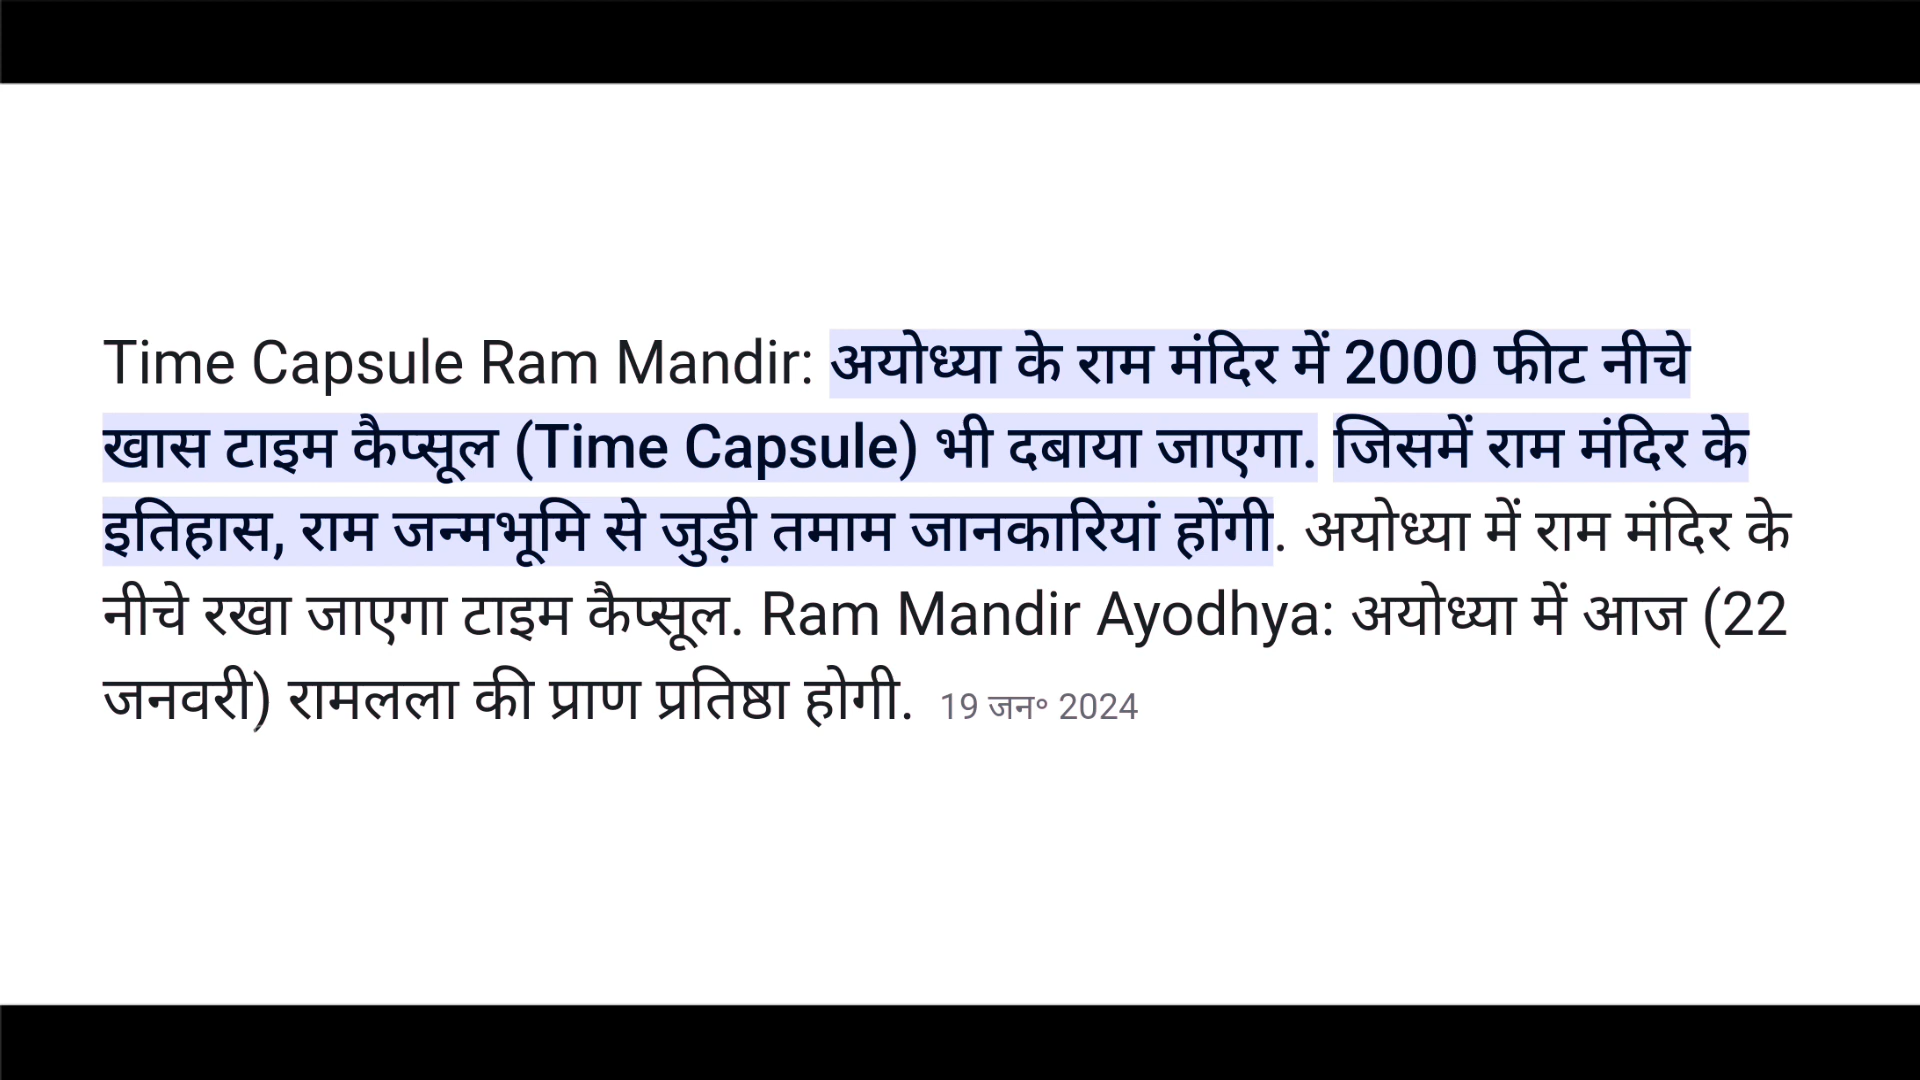 Time Capsule Ram Mandir: अयोध्या के राम मंदिर में 2000 फीट नीचे
खास टाइम कैप्सूल (Time Capsule) भी दबाया जाएगा. जिसमें राम मंदिर के
इतिहास, राम जन्मभूमि से जुड़ी तमाम जानकारियां होंगी. अयोध्या में राम मंदिर के
नीचे रखा जाएगा टाइम कैप्सूल. Ram Mandir Ayodhya: अयोध्या में आज (22
जनवरी) रामलला की प्राण प्रतिष्ठा होगी. 19 जन॰ 2024